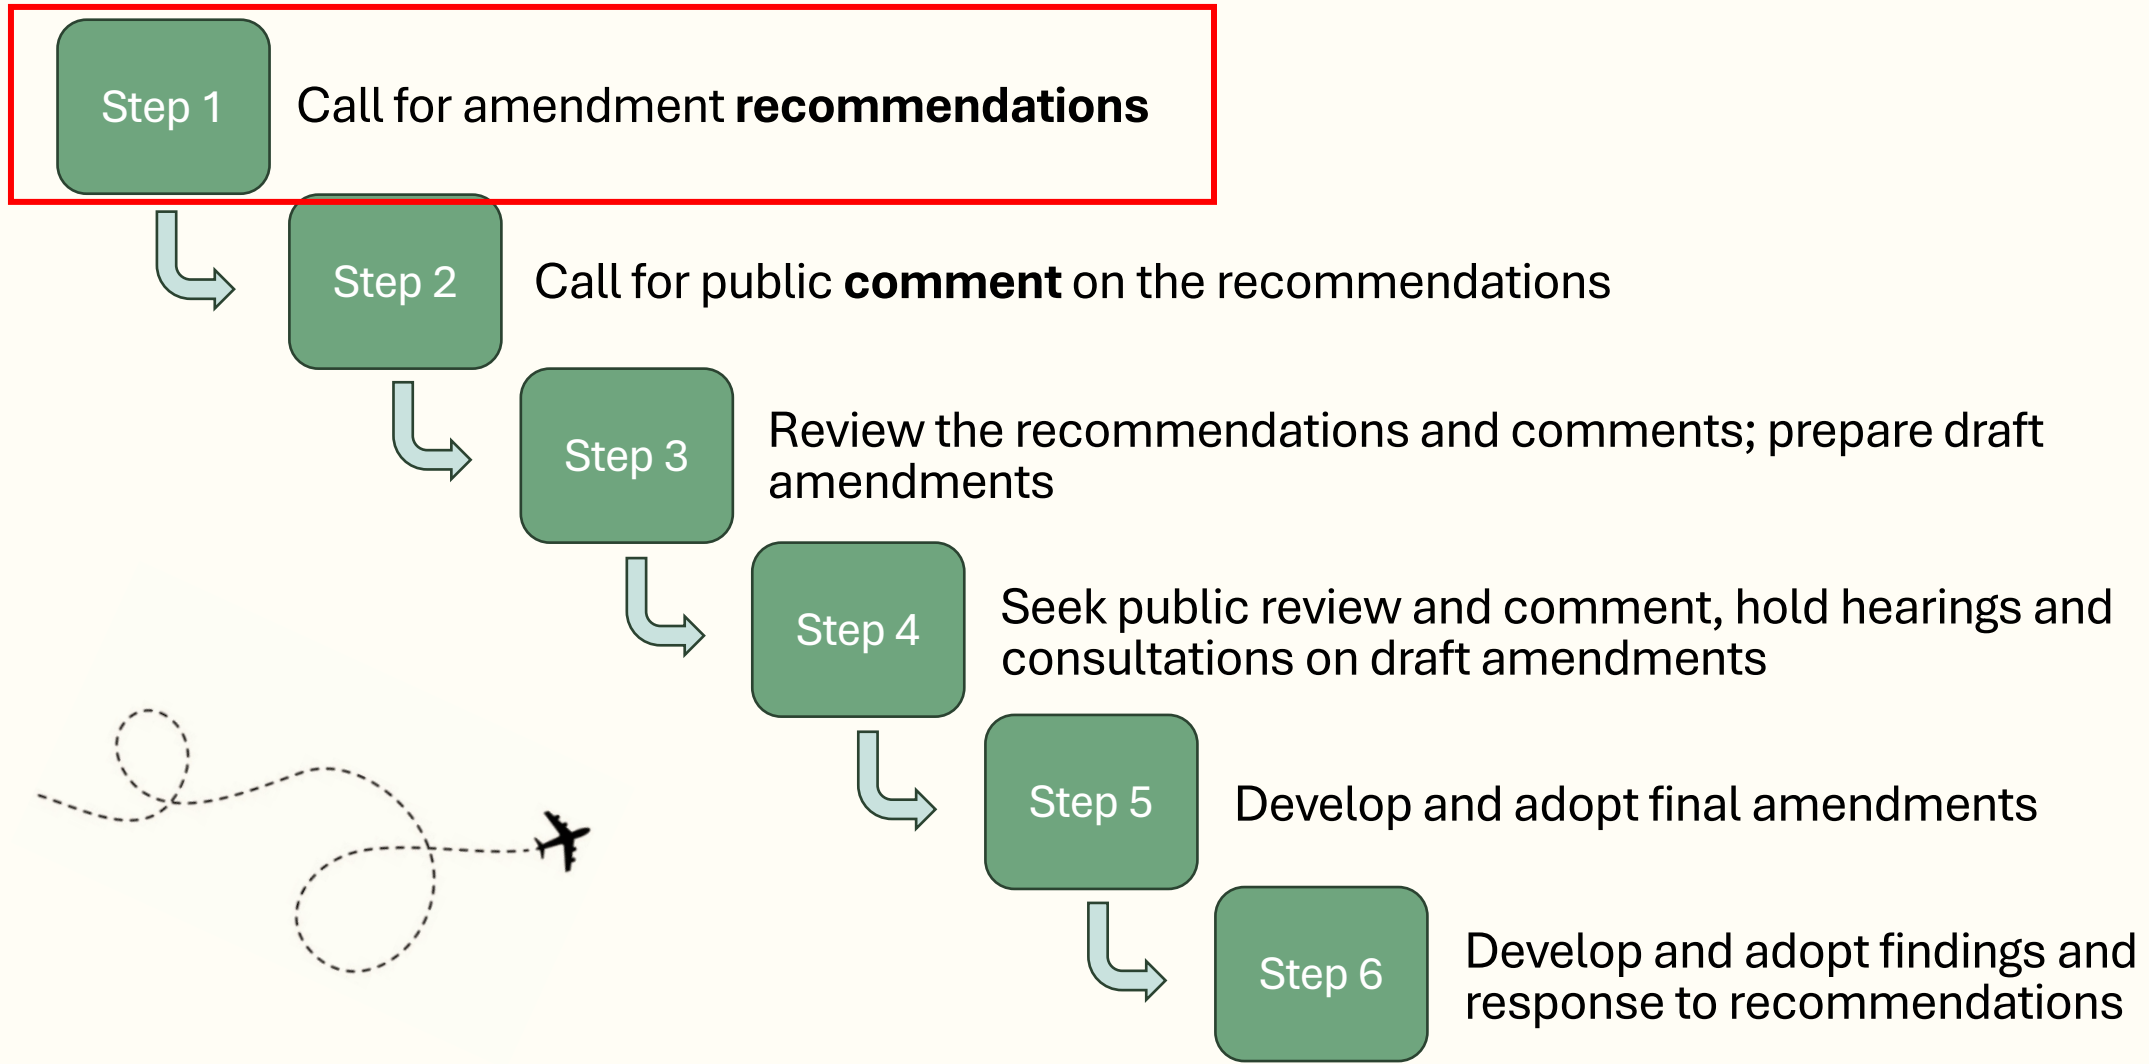 Step 1
Call for amendment recommendations
Step 2
Call for public comment on the recommendations
Step 3
Review the recommendations and comments; prepare draft
amendments
Step 4
Seek public review and comment, hold hearings and
consultations on draft amendments
Step 5
Develop and adopt final amendments
Step 6
Develop and adopt findings and
response to recommendations